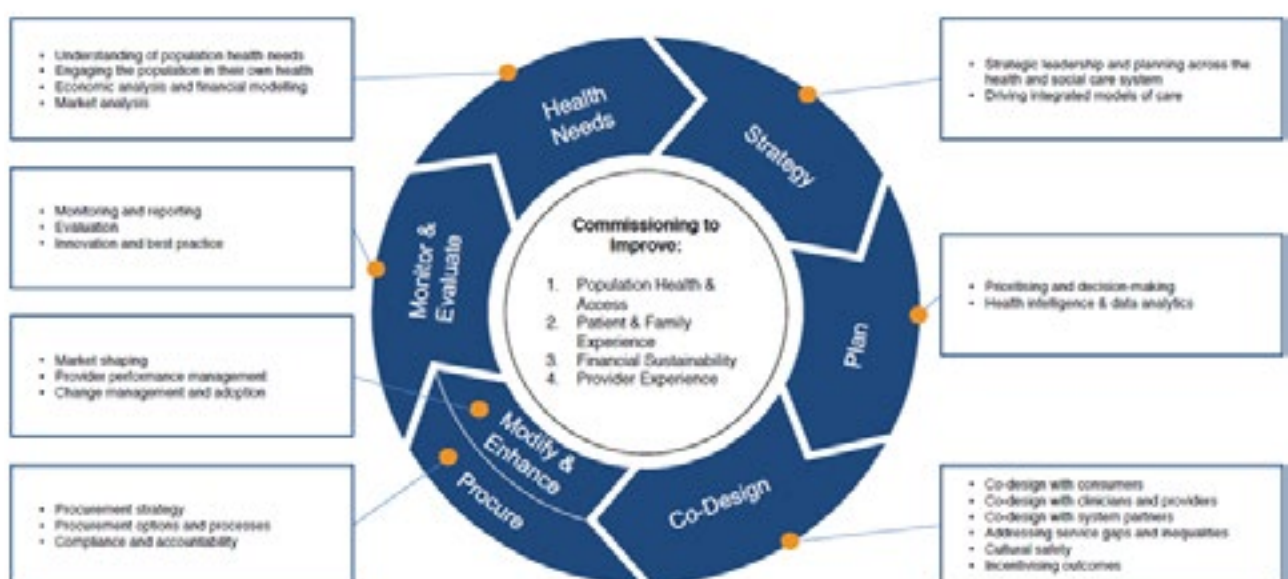 • Understanding of population health needs
• Engaging the population in their own health
• Economic analysis and financial modelling
• Market analysis
• Monitoring and reporting
• Evaluation
• Innovation and best practice
• Market shaping
• Provider performance management
• Change management and adoption
• Procurement strategy
• Procurement options and processes
• Compliance and accountability
Health
Needs
Strategy
Plan
Co-Design
Modify &
Enhance
Procure
Monitor &
Evaluate
Commissioning to
Improve:
1. Population Health &
Access
2. Patient & Family
Experience
3. Financial Sustainability
4. Provider Experience
• Strategic leadership and planning across the
health and social care system
• Driving integrated models of care
• Prioritising and decision-making
• Health intelligence & data analytics
• Co-design with consumers
• Co-design with clinicians and providers
• Co-design with system partners
• Addressing service gaps and inequalities
• Cultural safety
• Incentivising outcomes